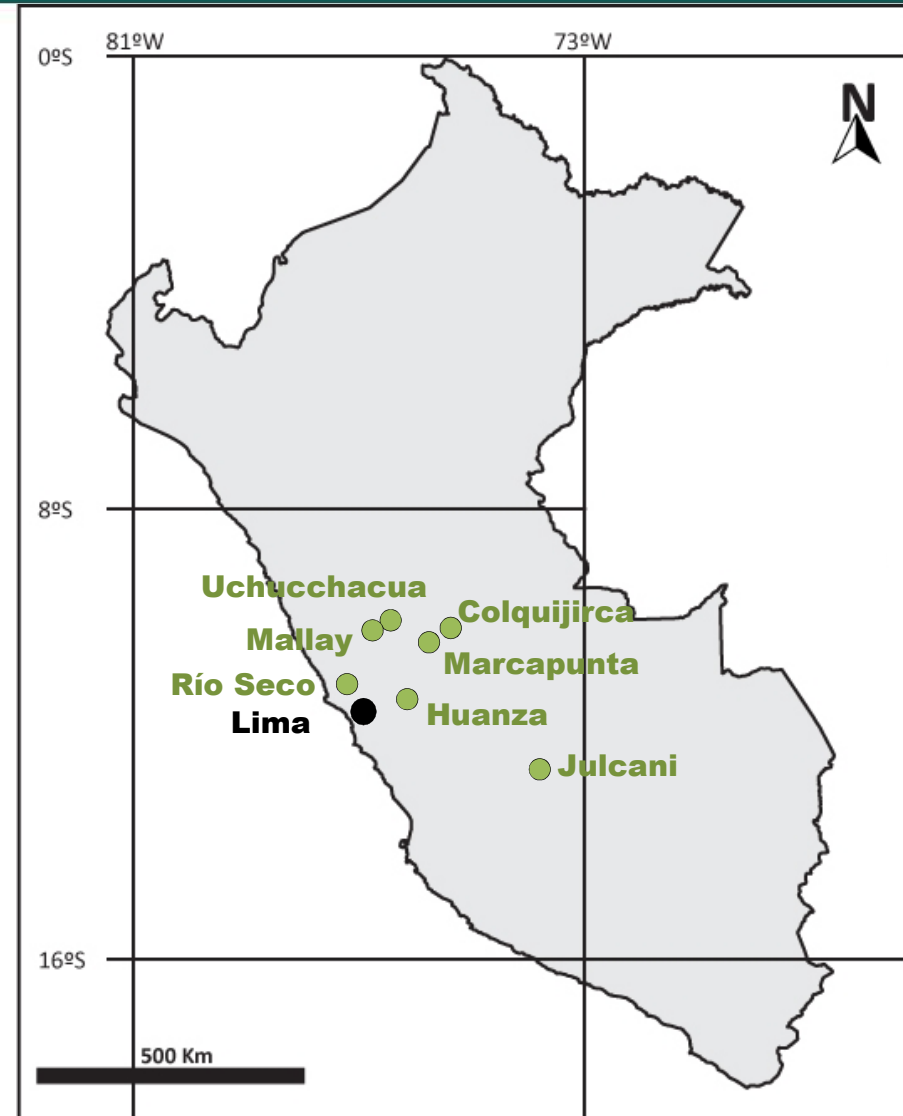 81ºW
73ºW
0ºS
N
8ºS
Uchucchacua
Colquijirca
Mallay
Marcapunta
Río Seco
Huanza
Lima
Julcani
16ºS
500 Km